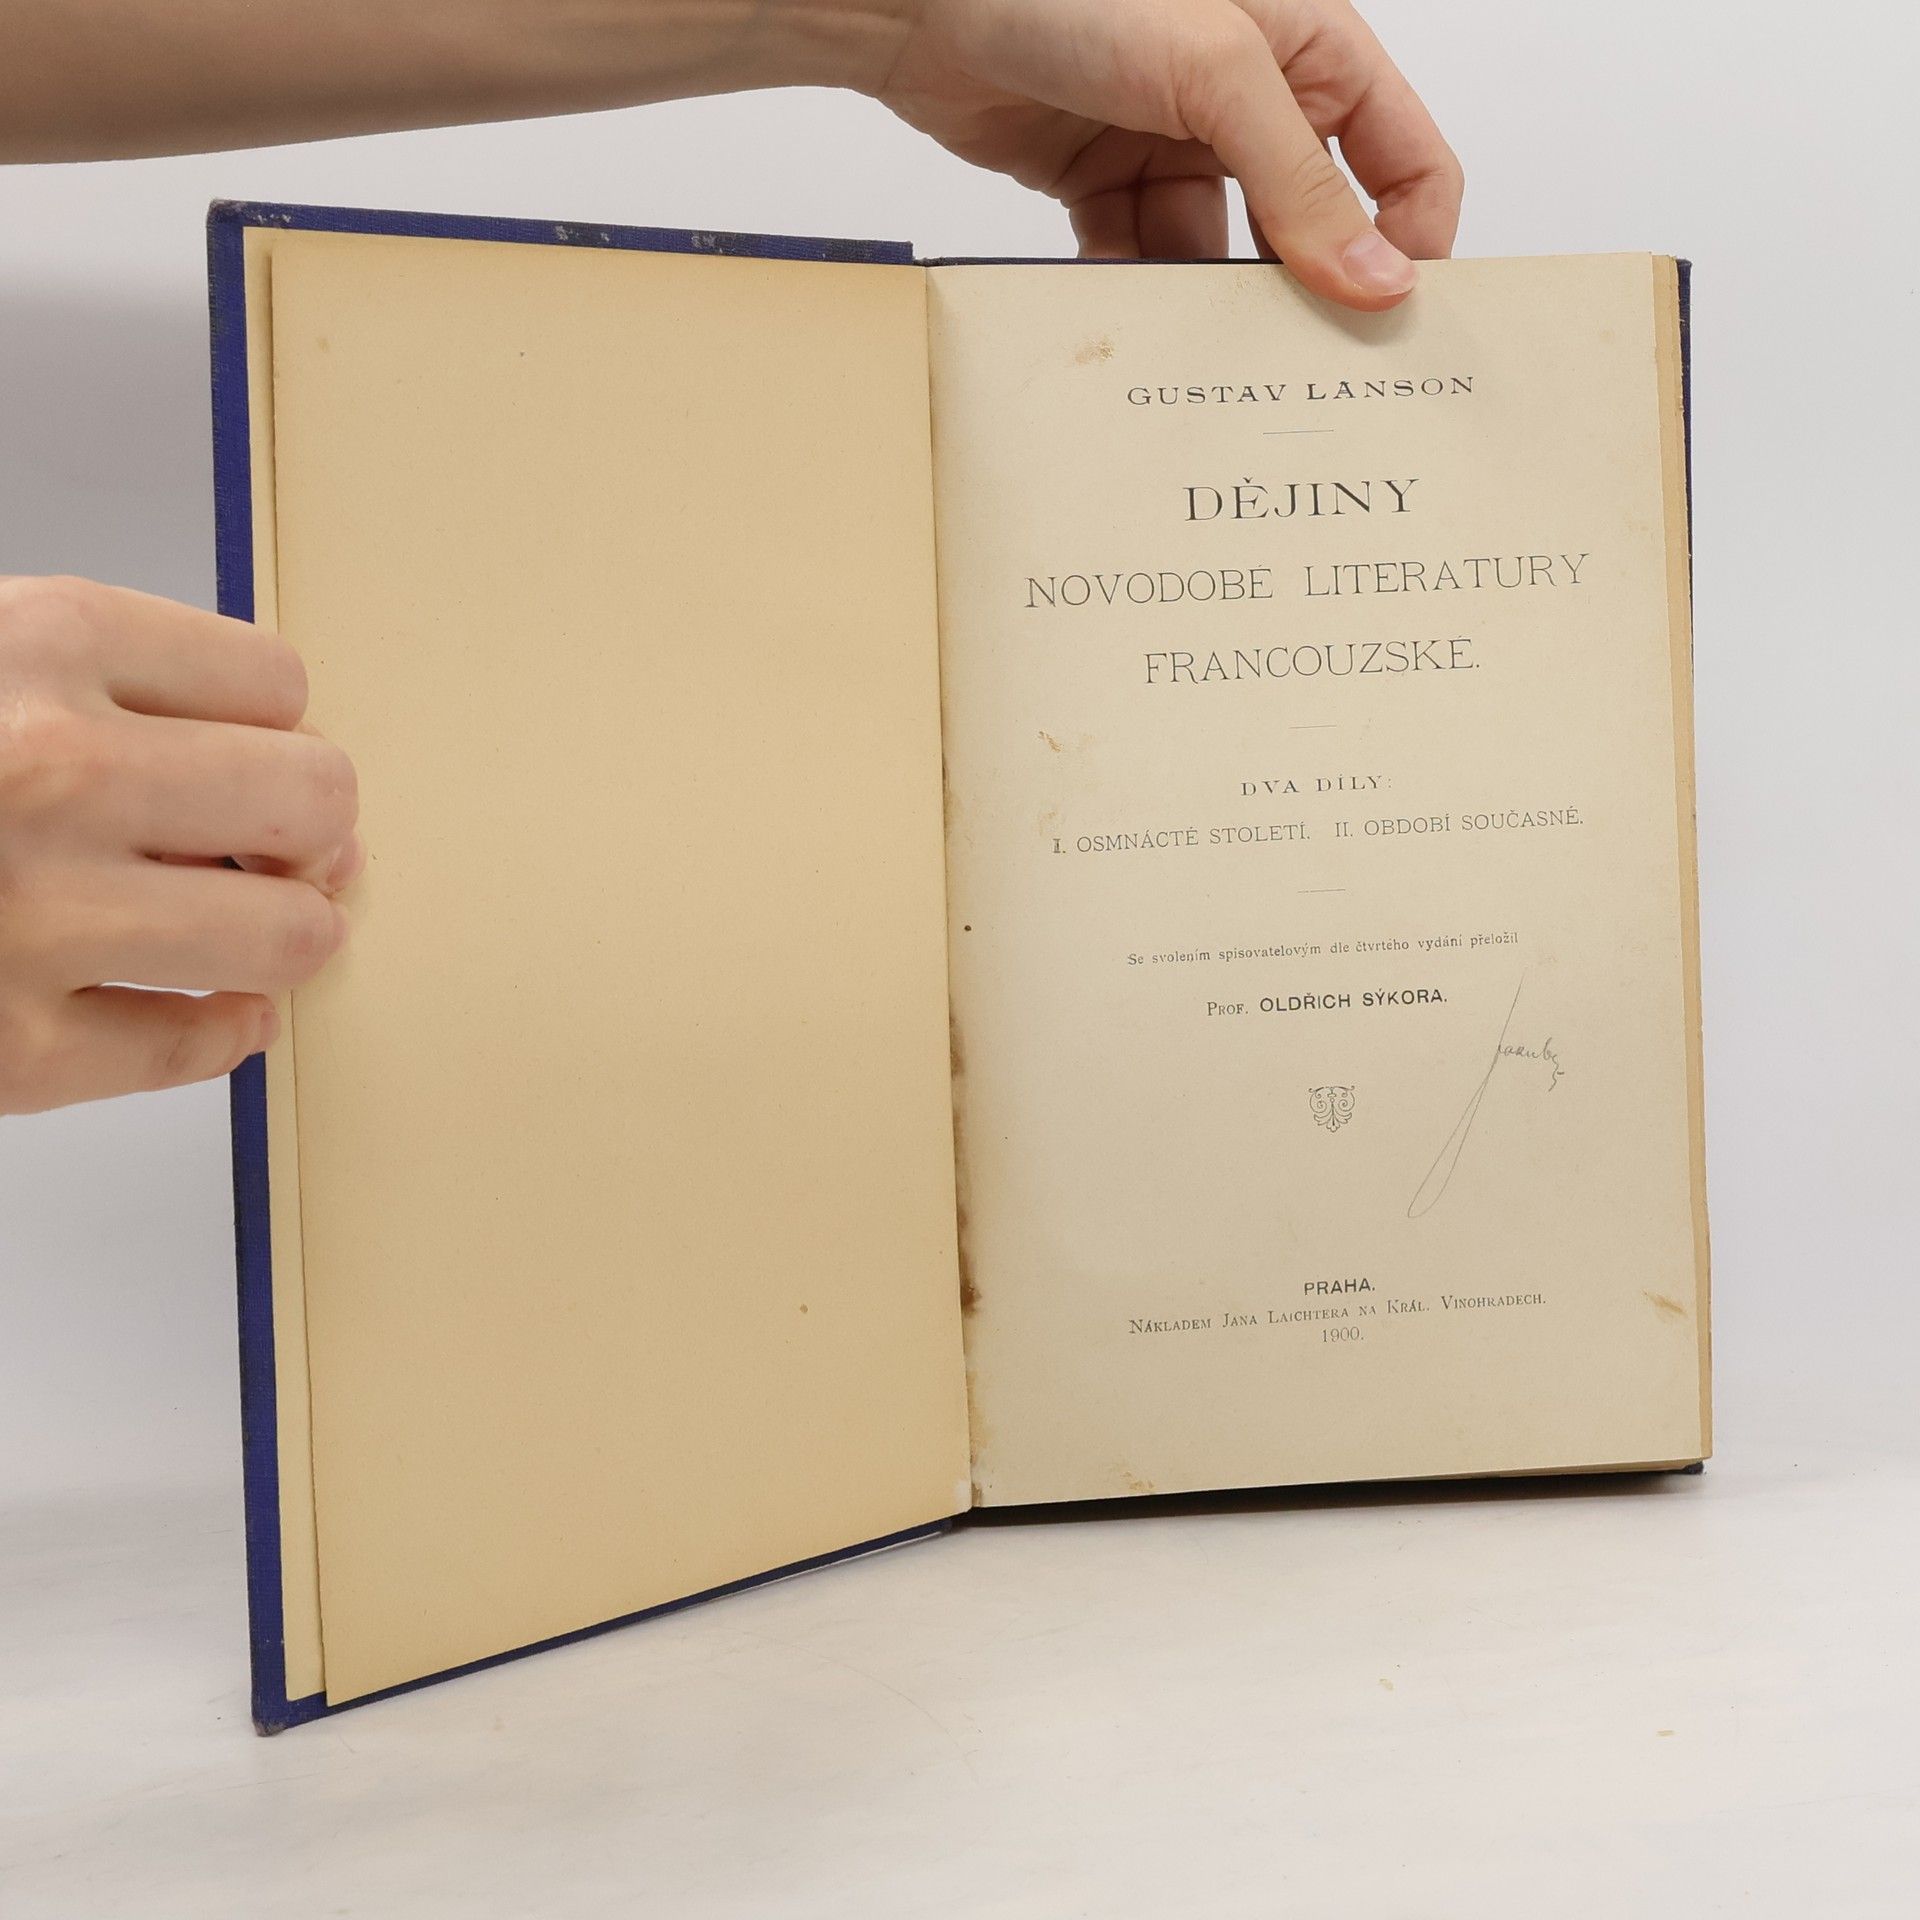 GUSTAV LANSON
DĚJINY
NOVODOBÉ LITERATURY
FRANCOUZSKÉ.
DVA DÍLY:
I. OSMNÁCTÉ STOLETÍ. II. OBDOBÍ SOUČASNÉ.
Se svolením spisovatelovým dle čtvrtého vydání přeložil
PROF. OLDŘICH SÝKORA.
PRAHA.
NÁKLADEM JANA LAICHTERA NA KRÁL. VINOHRADECH.
1900.